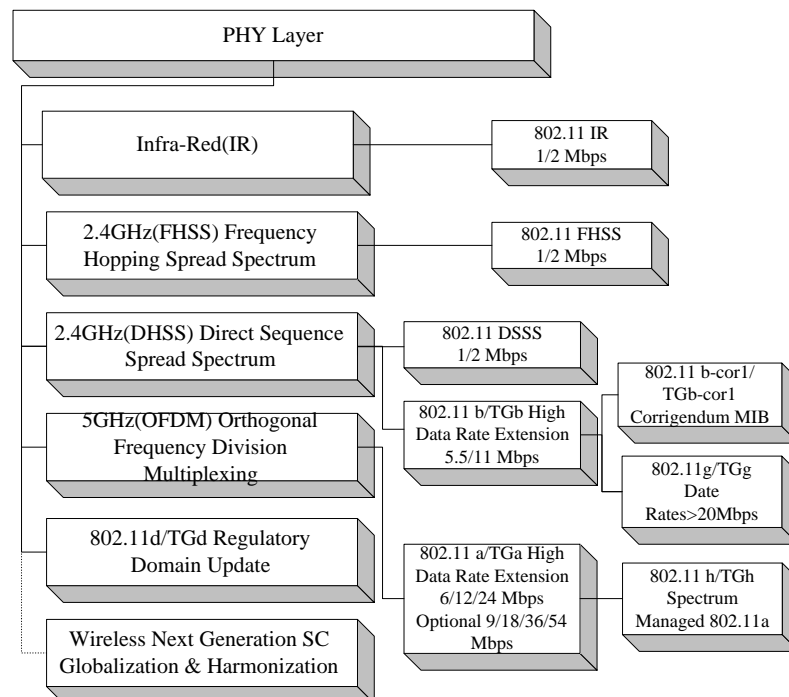 PHY Layer
Infra-Red(IR)
802.11 IR
1/2 Mbps
2.4GHz(FHSS) Frequency
Hopping Spread Spectrum
802.11 FHSS
1/2 Mbps
2.4GHz(DHSS) Direct Sequence
Spread Spectrum
802.11 DSSS
1/2 Mbps
802.11 b/TGb High
Data Rate Extension
5.5/11 Mbps
802.11 b-cor1/
TGb-cor1
Corrigendum MIB
802.11g/TGg
Date
Rates>20Mbps
5GHz(OFDM) Orthogonal
Frequency Division
Multiplexing
802.11 a/TGa High
Data Rate Extension
6/12/24 Mbps
Optional 9/18/36/54
Mbps
802.11 h/TGh
Spectrum
Managed 802.11a
802.11d/TGd Regulatory
Domain Update
Wireless Next Generation SC
Globalization & Harmonization